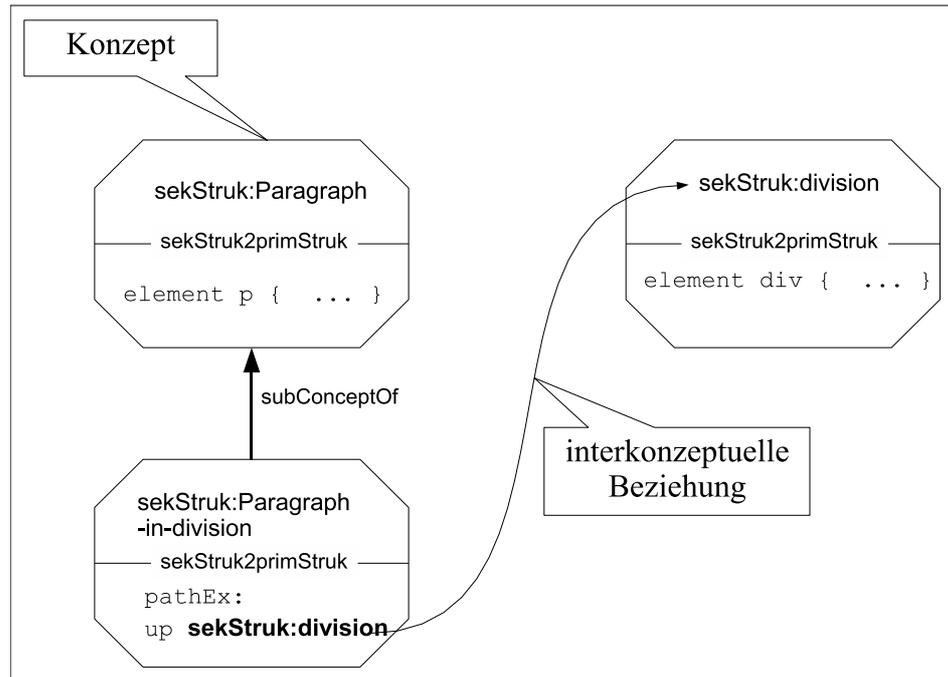 Konzept
sekStruk:Paragraph
sekStruk2primStruk
element p { ... }
sekStruk:division
sekStruk2primStruk
element div { ... }
subConceptOf
interkonzeptuelle
Beziehung
sekStruk:Paragraph
-in-division
sekStruk2primStruk
pathEx:
up sekStruk:division